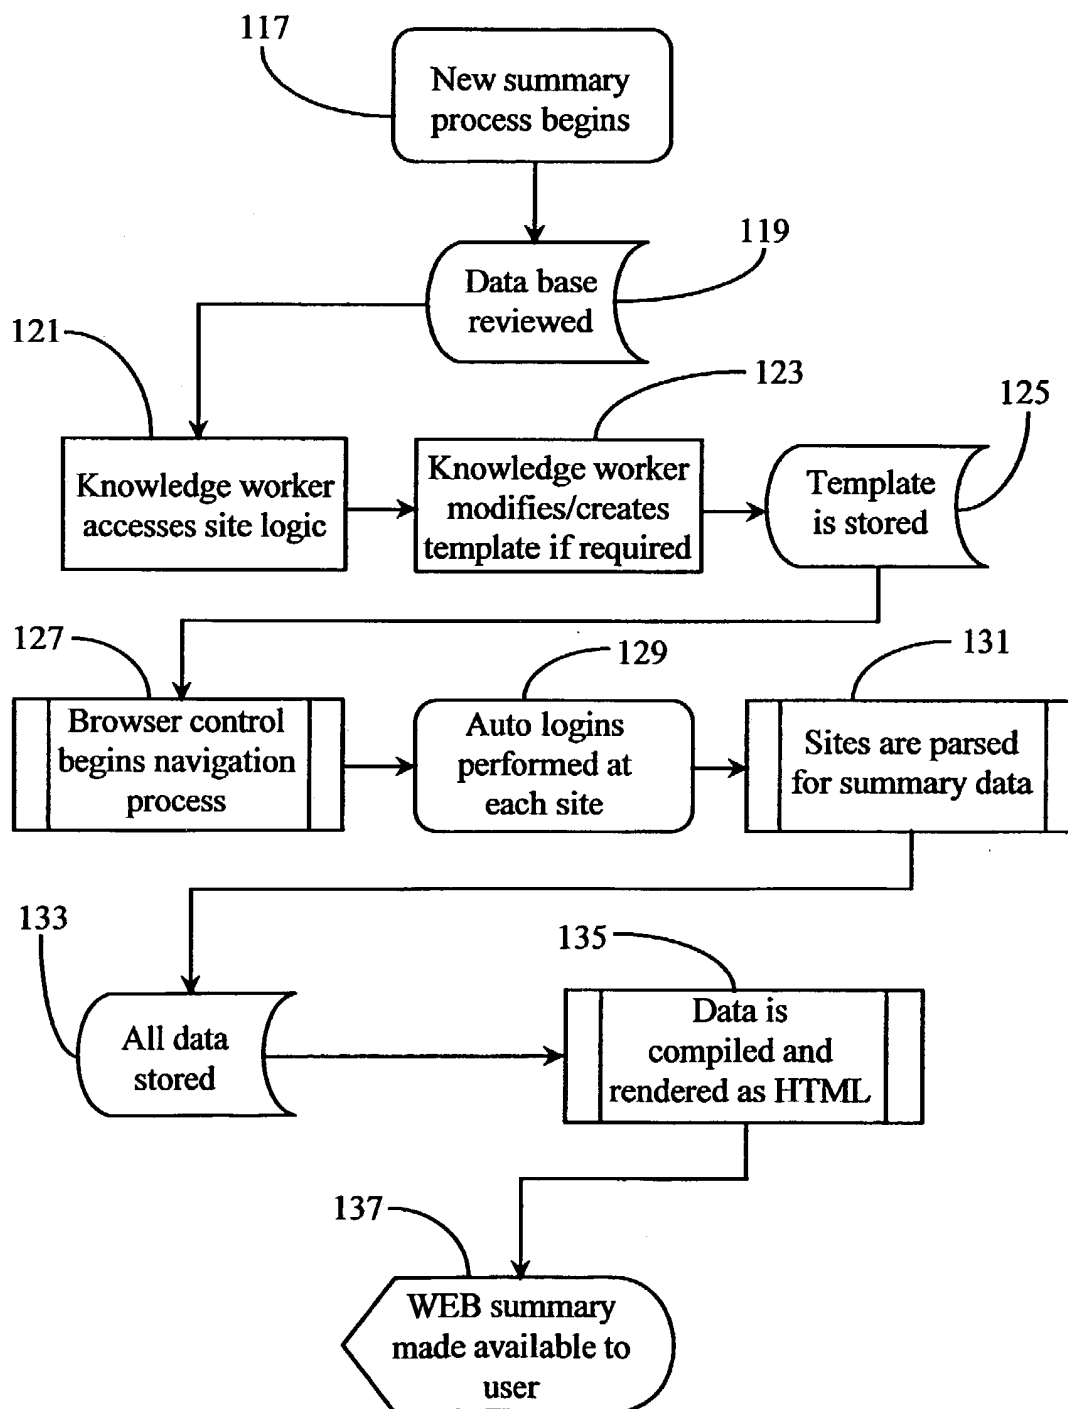 117
New summary
process begins
119
Data base
reviewed
121
123
125
Knowledge worker
accesses site logic
Knowledge worker
modifies/creates
template if required
Template
is stored
127
129
131
Browser control
begins navigation
process
Auto logins
performed at
each site
Sites are parsed
for summary data
133
135
All data
stored
Data is
compiled and
rendered as HTML
137
WEB summary
made available to
user